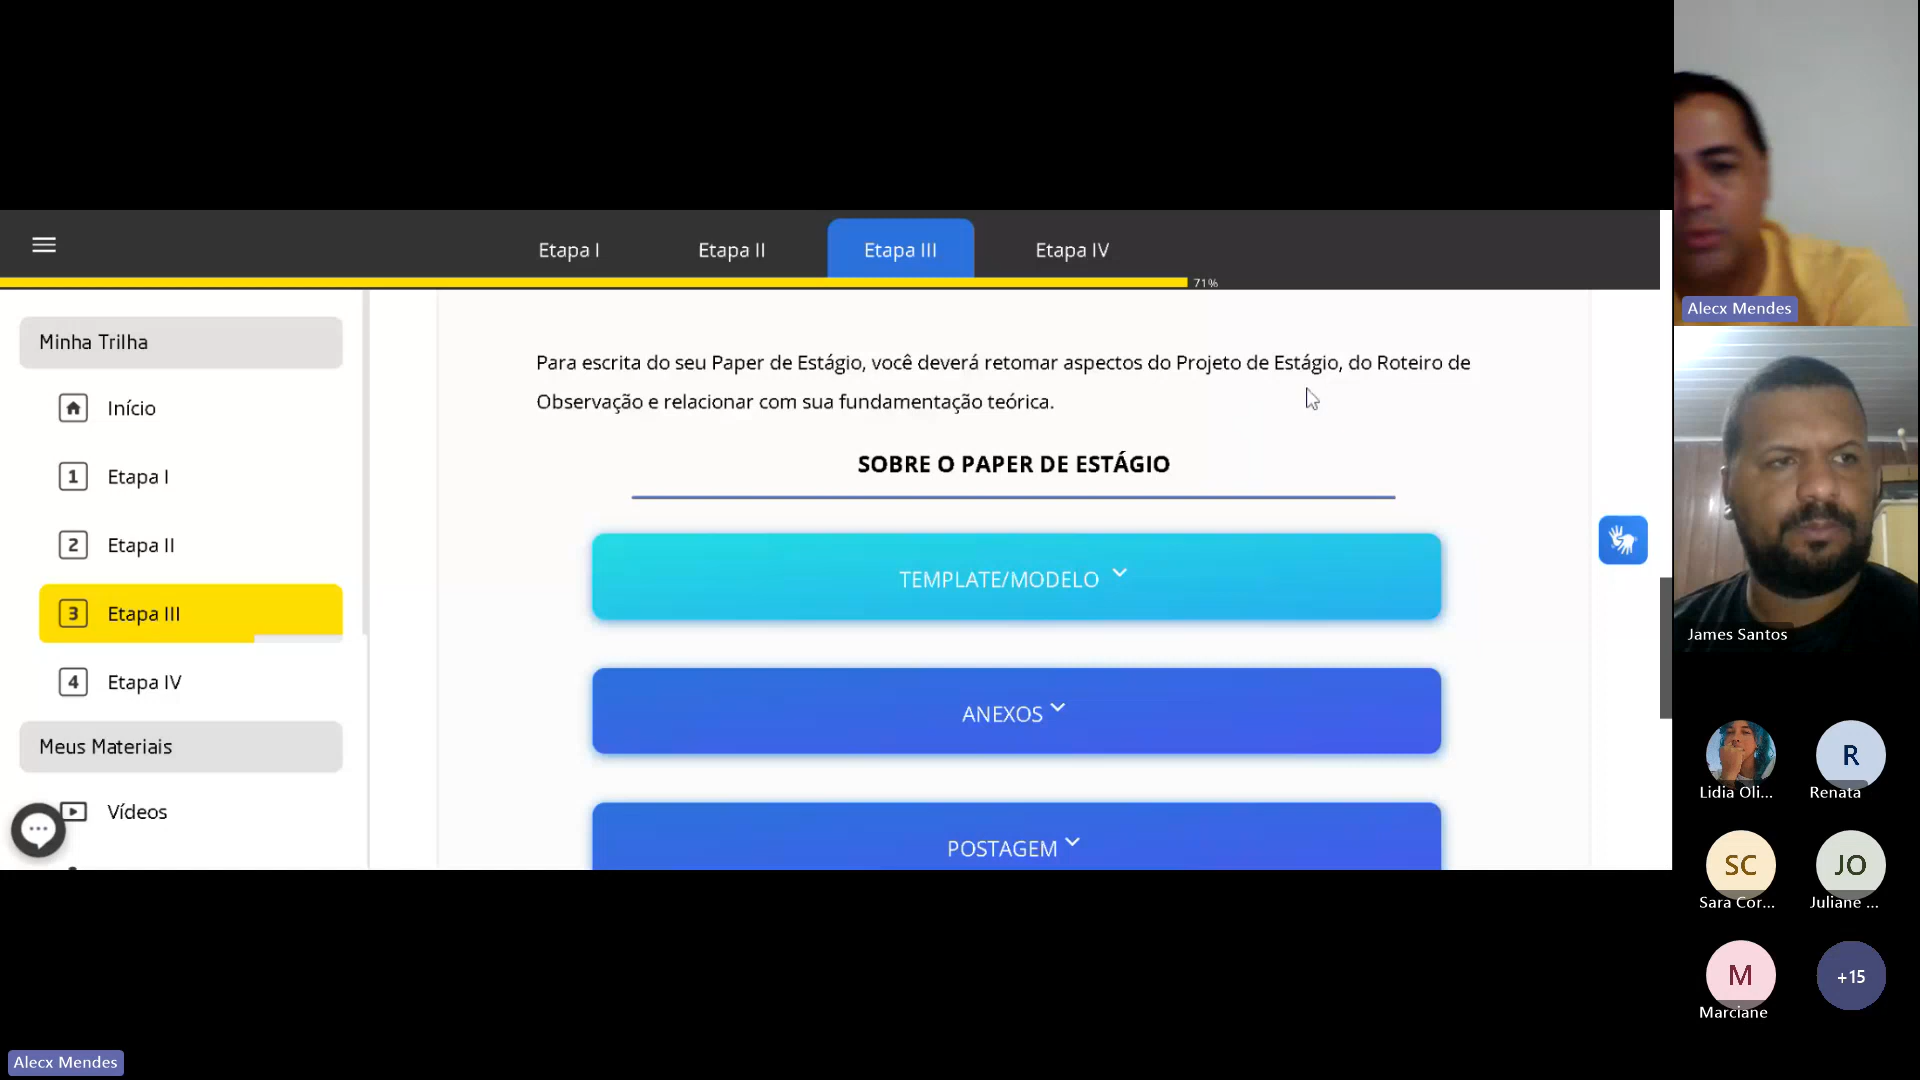 Etapa I
Etapa II
Etapa III
Etapa IV
71%
Minha Trilha
Início
1 Etapa I
2 Etapa II
3 Etapa III
4 Etapa IV
Meus Materiais
Vídeos
Para escrita do seu Paper de Estágio, você deverá retomar aspectos do Projeto de Estágio, do Roteiro de
Observação e relacionar com sua fundamentação teórica.
SOBRE O PAPER DE ESTÁGIO
TEMPLATE/MODELO
ANEXOS
POSTAGEM
Alecx Mendes
James Santos
Lidia Oli...
R
Renata
SC
Sara Cor...
JO
Juliane ...
M
Marciane
+15
Alecx Mendes